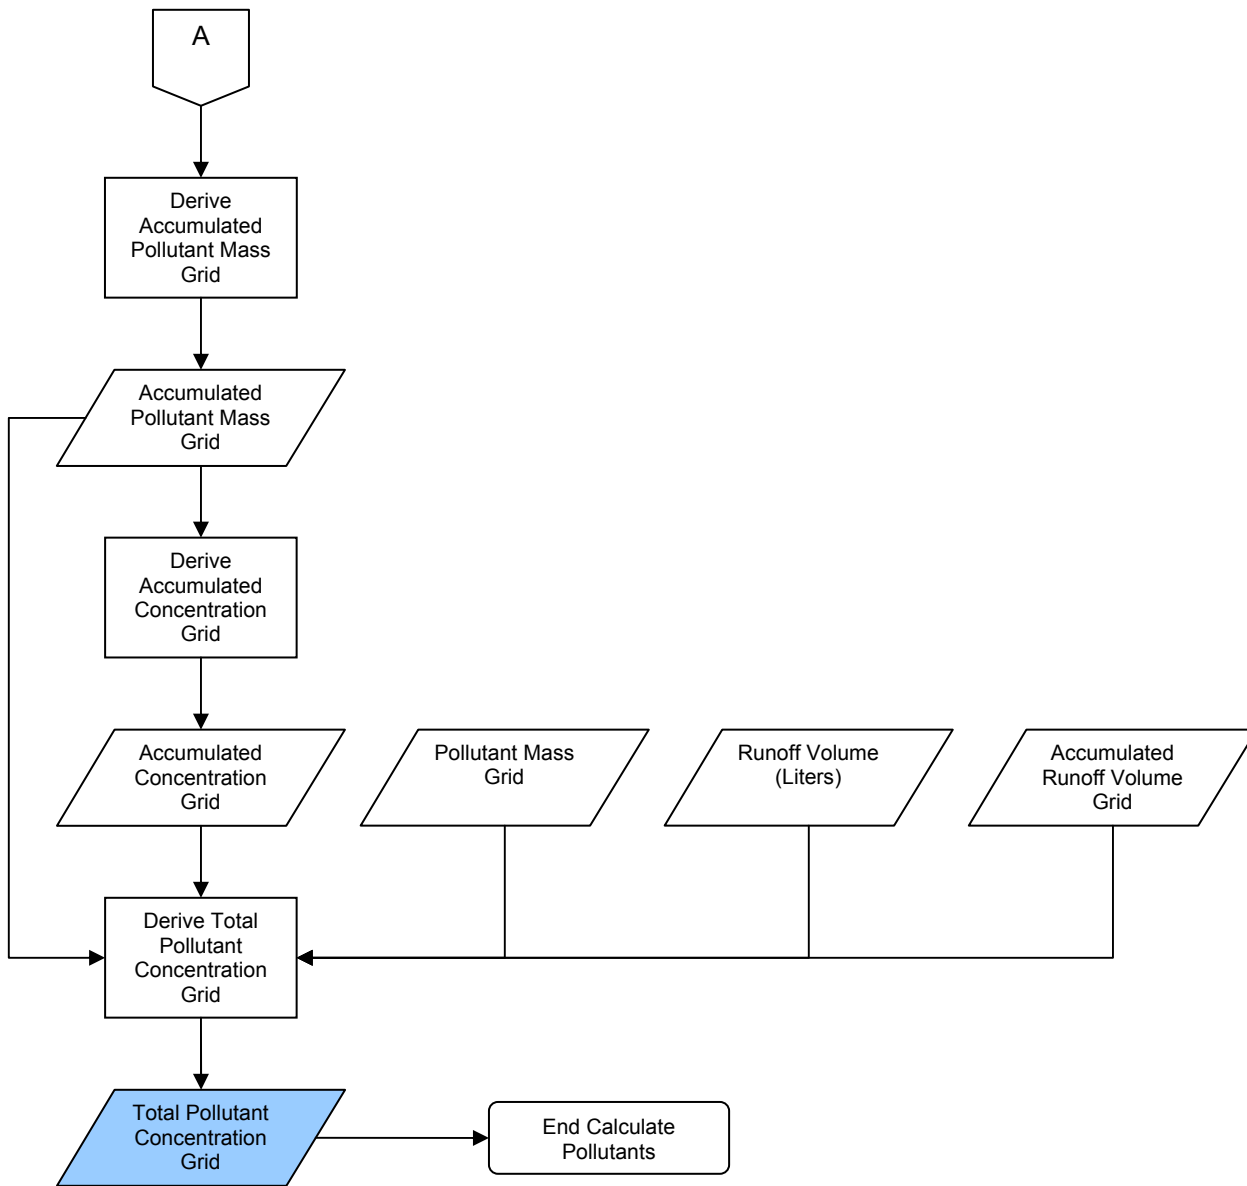 A
Derive
Accumulated
Pollutant Mass
Grid
Accumulated
Pollutant Mass
Grid
Derive
Accumulated
Concentration
Grid
Accumulated
Concentration
Grid
Pollutant Mass
Grid
Runoff Volume
(Liters)
Accumulated
Runoff Volume
Grid
Derive Total
Pollutant
Concentration
Grid
Total Pollutant
Concentration
Grid
End Calculate
Pollutants